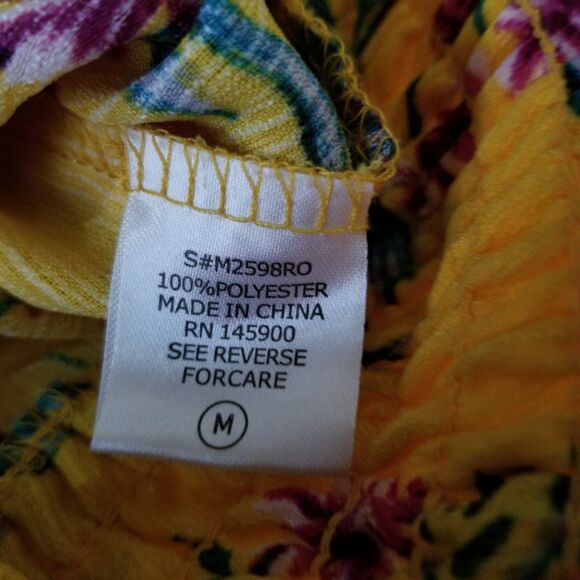 S#M2598RO
100%POLYESTER
MADE IN CHINA
RN 145900
SEE REVERSE
FORCARE
M